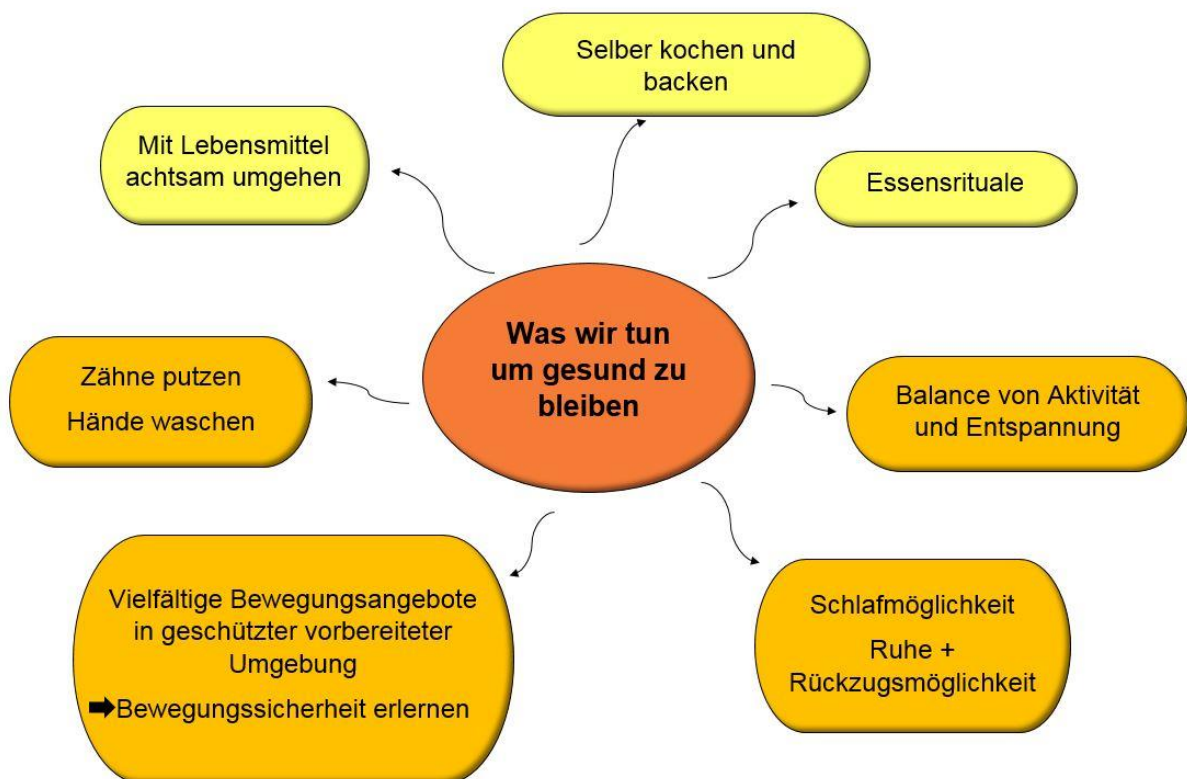 Selber kochen und
backen
Mit Lebensmittel
achtsam umgehen
Essensrituale
Was wir tun
um gesund zu
bleiben
Zähne putzen
Hände waschen
Balance von Aktivität
und Entspannung
Vielfältige Bewegungsangebote
in geschützter vorbereiteter
Umgebung
➡Bewegungssicherheit erlernen
Schlafmöglichkeit
Ruhe +
Rückzugsmöglichkeit